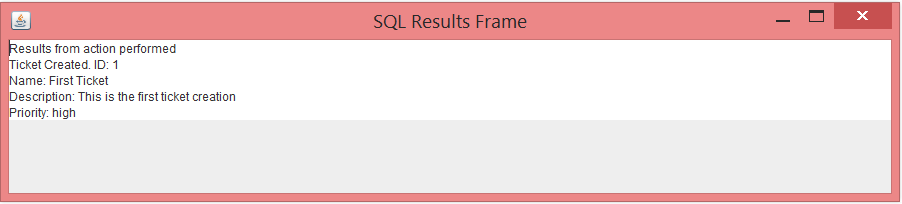 SQL Results Frame
Results from action performed
Ticket Created. ID: 1
Name: First Ticket
Description: This is the first ticket creation
Priority: high